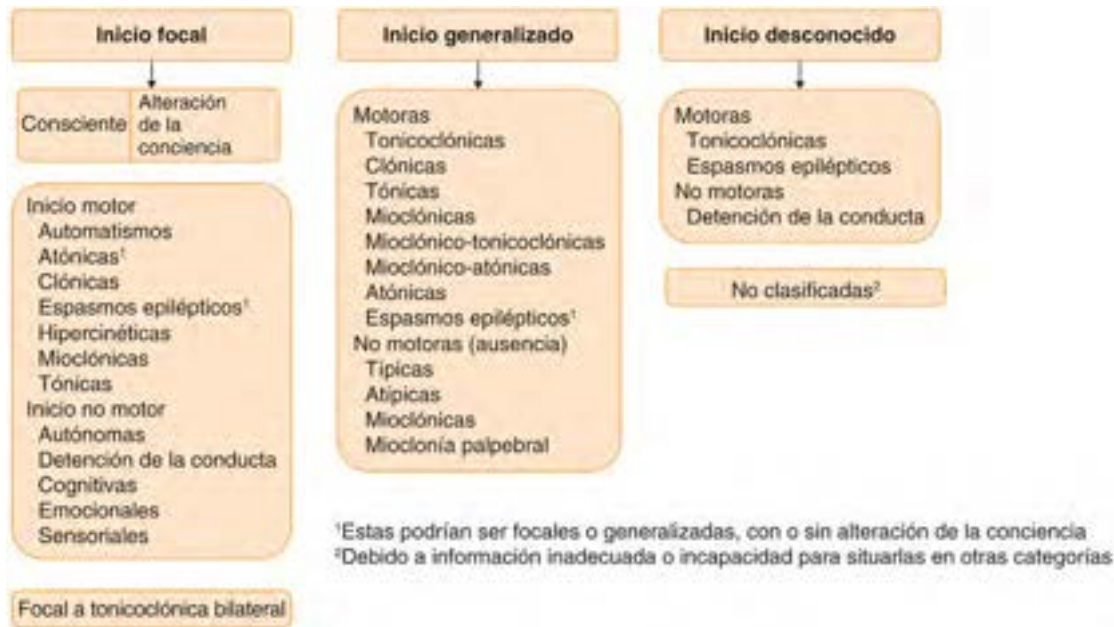 Inicio focal
Consciente
Alteración
de la
conciencia
Inicio motor
Automatismos
Atónicas¹
Clónicas
Espasmos epilépticos¹
Hipercinéticas
Mioclónicas
Tónicas
Inicio no motor
Autónomas
Detención de la conducta
Cognitivas
Emocionales
Sensoriales
Focal a tonicoclónica bilateral
Inicio generalizado
Motoras
Tonicoclónicas
Clónicas
Tónicas
Mioclónicas
Mioclónico-tonicoclónicas
Mioclónico-atónicas
Atónicas
Espasmos epilépticos¹
No motoras (ausencia)
Típicas
Atípicas
Mioclónicas
Mioclonía palpebral
Inicio desconocido
Motoras
Tonicoclónicas
Espasmos epilépticos
No motoras
Detención de la conducta
No clasificadas²
¹Estas podrían ser focales o generalizadas, con o sin alteración de la conciencia
²Debido a información inadecuada o incapacidad para situarlas en otras categorías